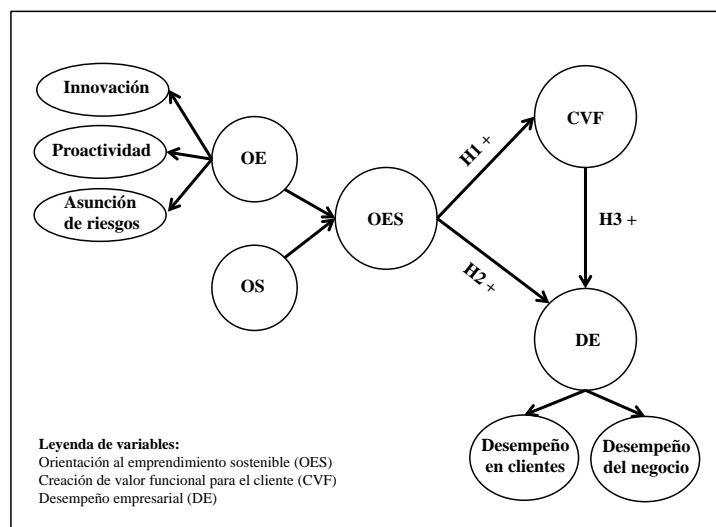 Innovación
Proactividad
Asunción
de riesgos
OE
OS
OES
H1 +
H2 +
CVF
H3 +
DE
Desempeño
en clientes
Desempeño
del negocio
Leyenda de variables:
Orientación al emprendimiento sostenible (OES)
Creación de valor funcional para el cliente (CVF)
Desempeño empresarial (DE)